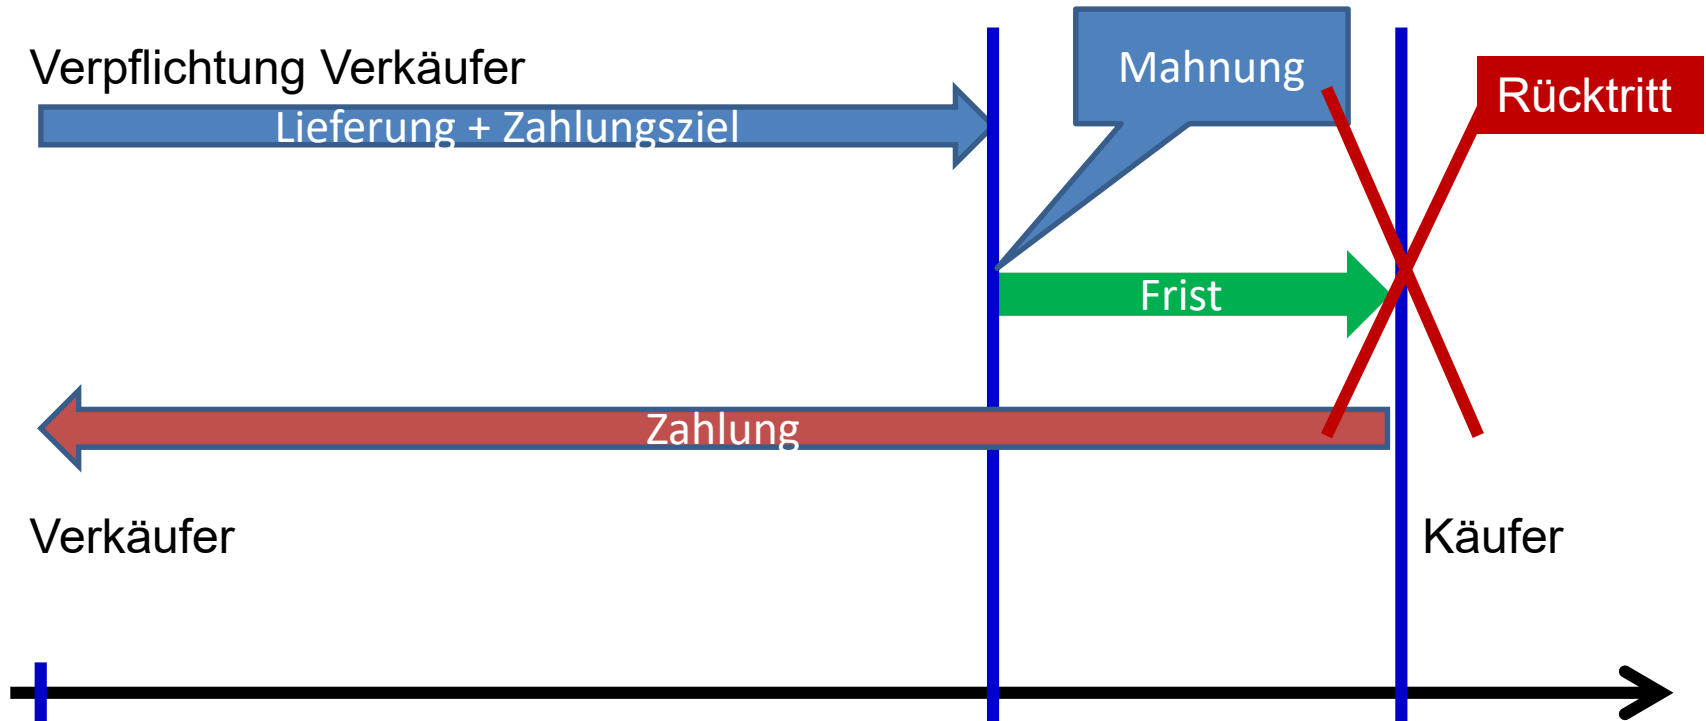 Verpflichtung Verkäufer
Mahnung
Rücktritt
Lieferung + Zahlungsziel
Frist
Zahlung
Verkäufer
Käufer